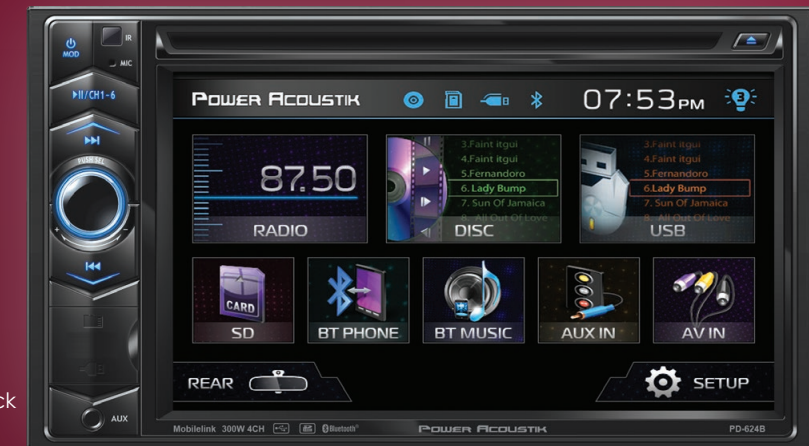 IR
MOD
MIC
▶II/CH1-6
PUSH SEL
AUX
ck
POWER ACOUSTIK
07:53 PM
3
87.50
RADIO
3.Faint itgui
4.Faint itgui
5.Fernandoro
6.Lady Bump
7. Sun Of Jamaica
8. All Out Of Love
DISC
3.Faint itgui
4.Faint itgui
5.Fernandoro
6.Lady Bump
7. Sun Of Jamaica
8. All Out Of Love
USB
CARD
SD
BT PHONE
BT MUSIC
AUX IN
AV IN
REAR
SETUP
Mobilelink 300W 4CH Bluetooth®
POWER ACOUSTIK
PD-624B